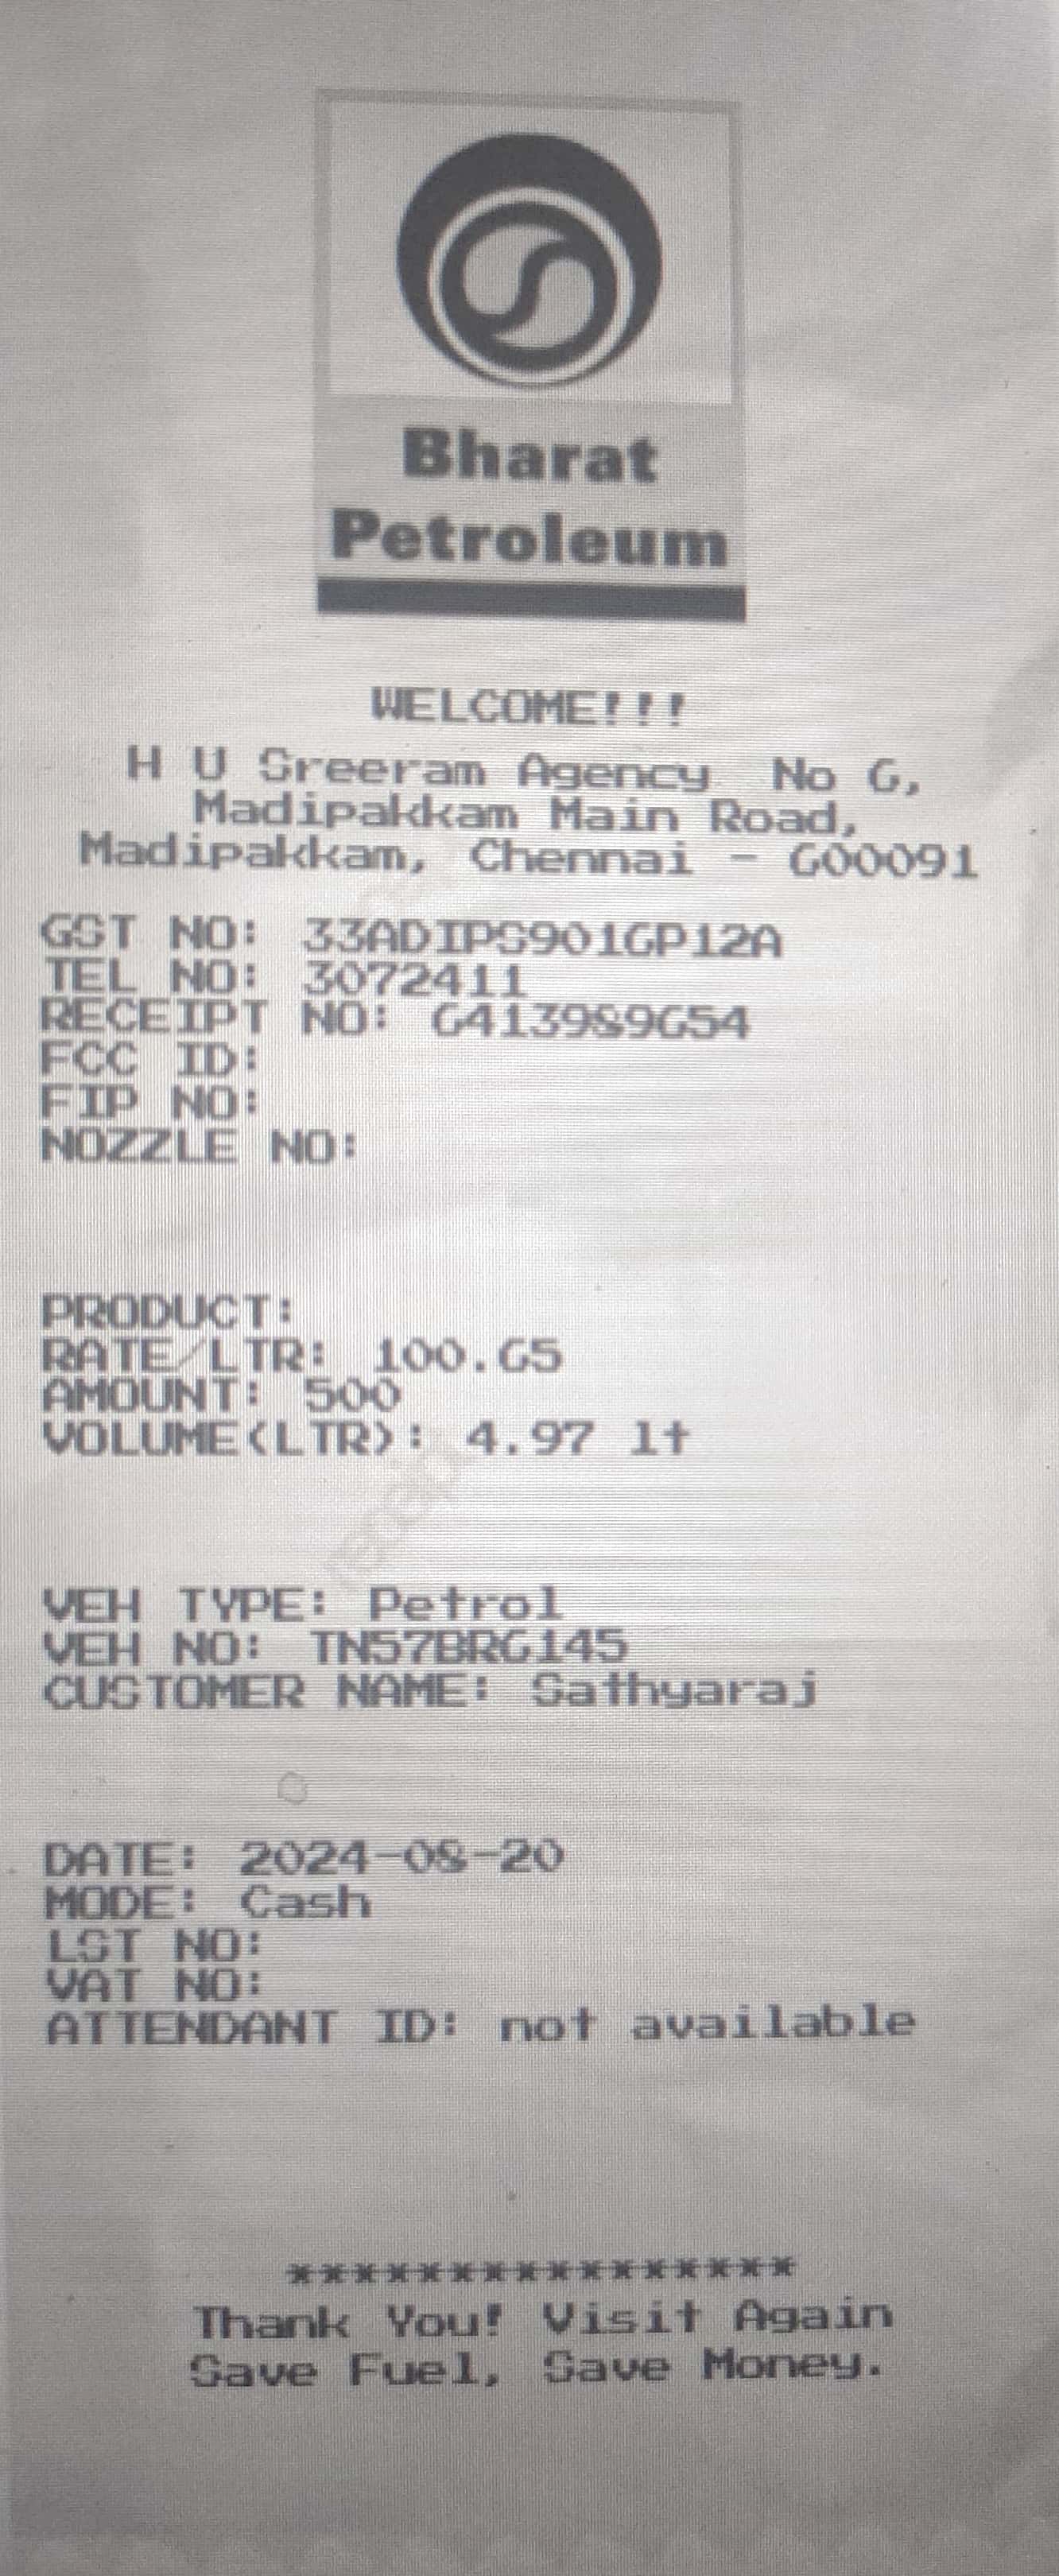 Bharat
Petroleum
WELCOME!!!
H U Sreeram Agency  No 6,
Madipakkam Main Road,
Madipakkam, Chennai - 600091
GST NO: 33ADIPS9016P12A
TEL NO: 3072411
RECEIPT NO: 6413989654
FCC ID:
FIP NO:
NOZZLE NO:
PRODUCT:
RATE/LTR: 100.65
AMOUNT: 500
VOLUME(LTR): 4.97 lt
VEH TYPE: Petrol
VEH NO: TN57BR6145
CUSTOMER NAME: Sathyaraj
DATE: 2024-08-20
MODE: Cash
LST NO:
VAT NO:
ATTENDANT ID: not available
****************
Thank You! Visit Again
Save Fuel, Save Money.